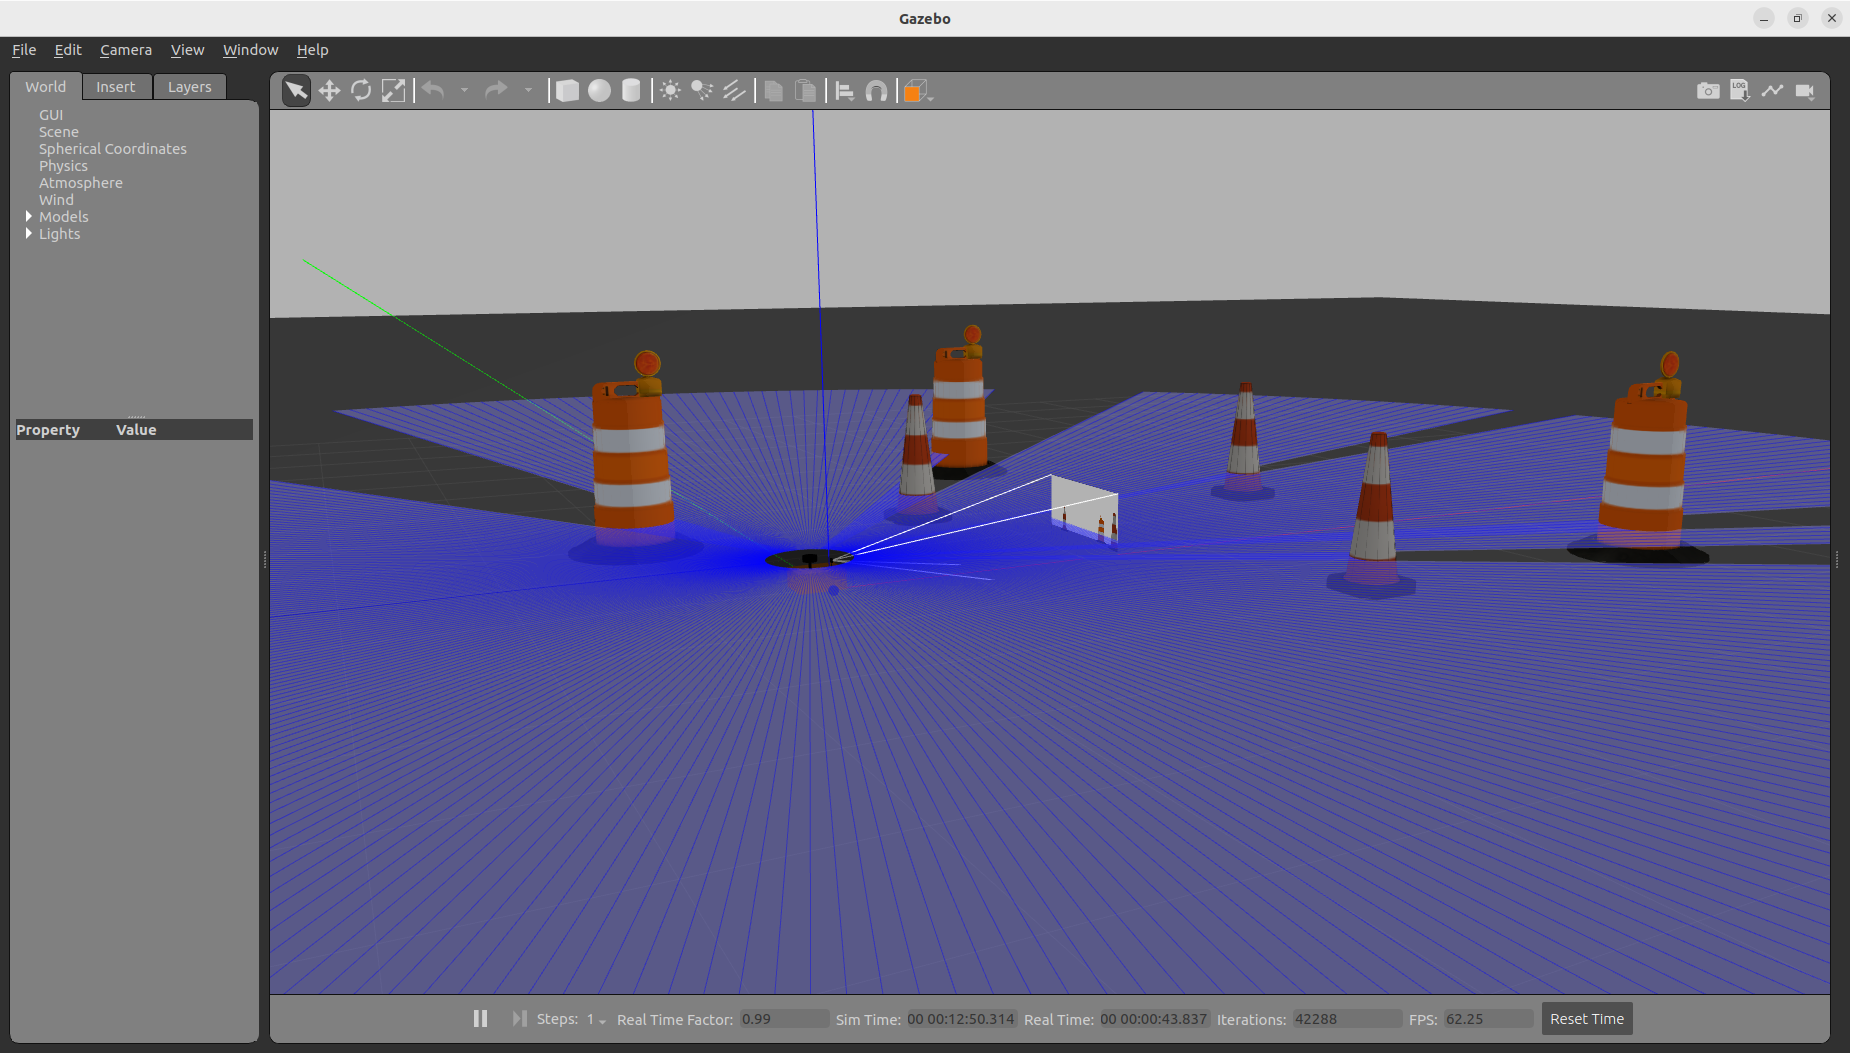 Gazebo
File Edit Camera View Window Help
World Insert Layers
LOG
GUI
Scene
Spherical Coordinates
Physics
Atmosphere
Wind
Models
Lights
Property Value
Steps: 1 Real Time Factor: 0.99 Sim Time: 00 00:12:50.314 Real Time: 00 00:00:43.837 Iterations: 42288 FPS: 62.25 Reset Time